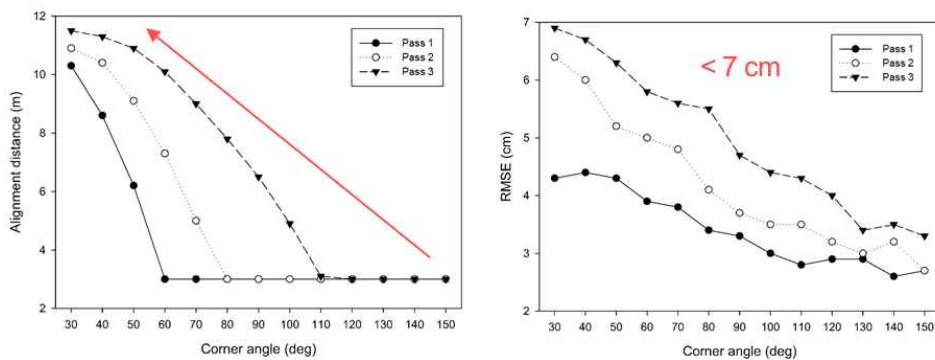 12
10
8
6
4
2
Alignment distance (m)
30 40 50 60 70 80 90 100 110 120 130 140 150
Corner angle (deg)
Pass 1
Pass 2
Pass 3
7
6
5
4
3
2
RMSE (cm)
30 40 50 60 70 80 90 100 110 120 130 140 150
Corner angle (deg)
< 7 cm
Pass 1
Pass 2
Pass 3